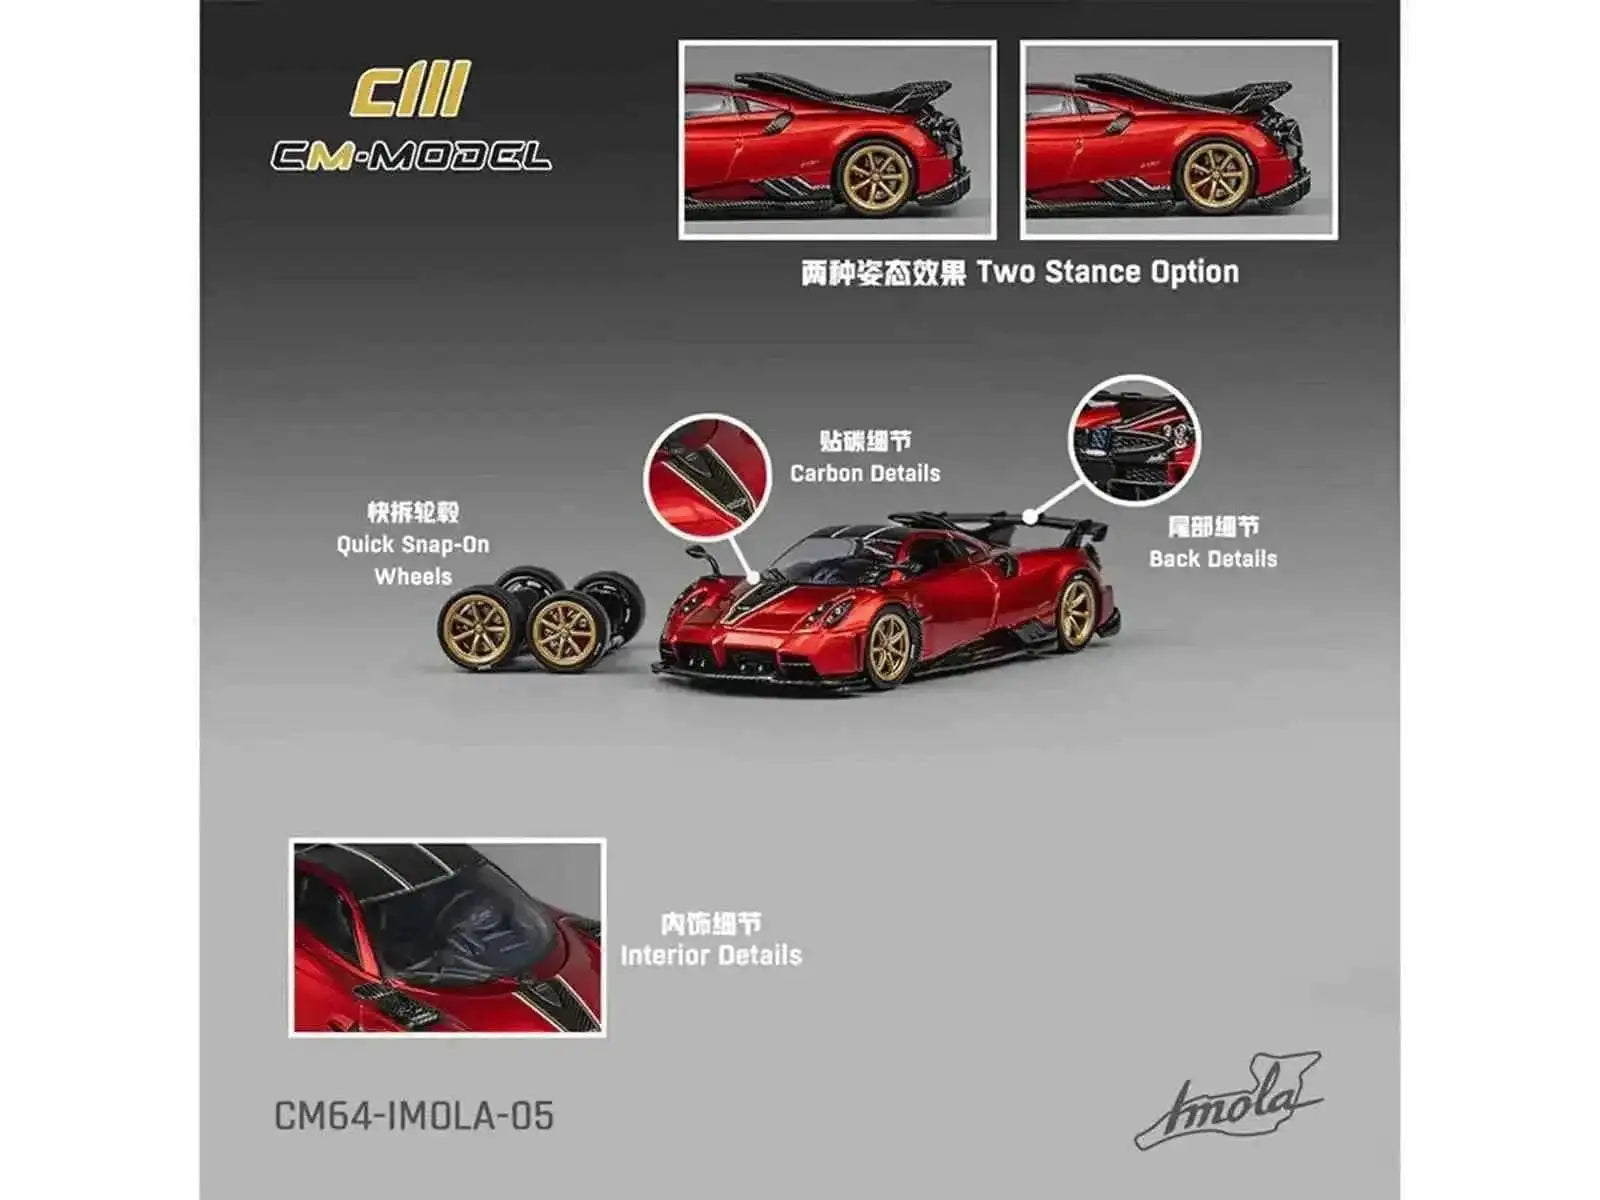 CM
CM-MODEL
两种姿态效果 Two Stance Option
贴碳细节
Carbon Details
快拆轮毂
Quick Snap-On
Wheels
尾部细节
Back Details
内饰细节
Interior Details
CM64-IMOLA-05
Imola